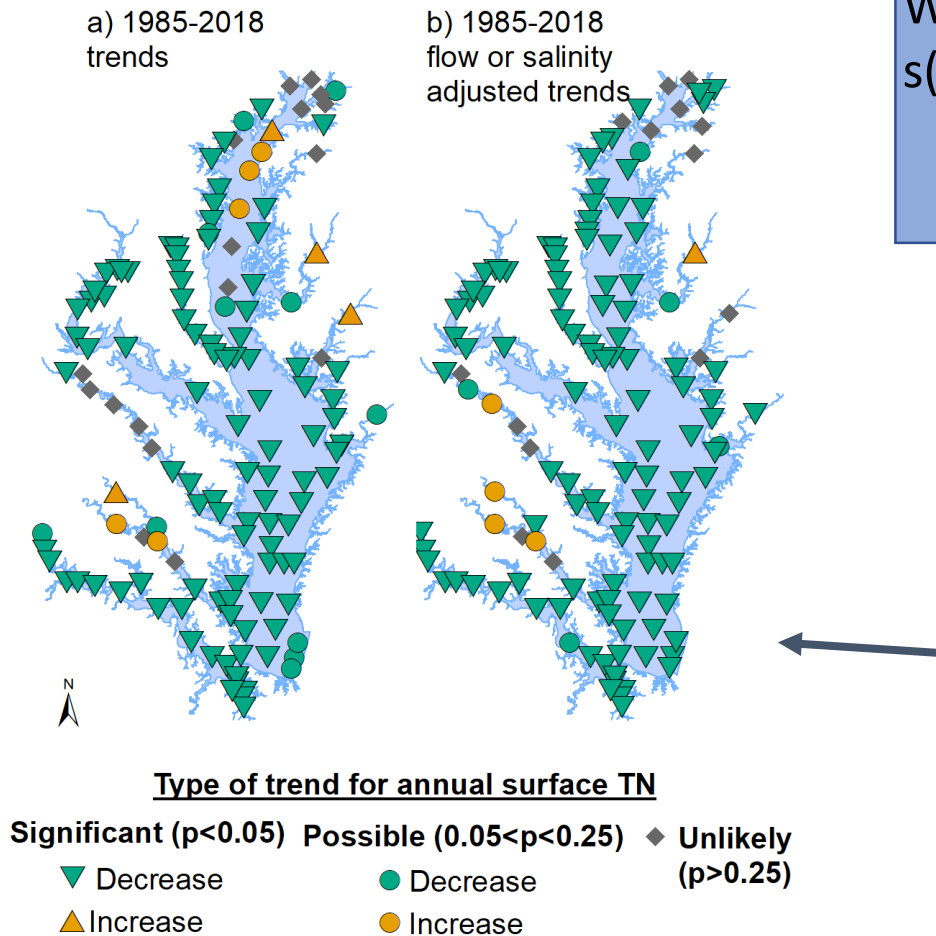 a) 1985-2018
trends
b) 1985-2018
flow or salinity
adjusted trends
s(
N
Type of trend for annual surface TN
Significant (p<0.05)
Decrease
Increase
Possible (0.05<p<0.25)
Decrease
Increase
Unlikely
(p>0.25)